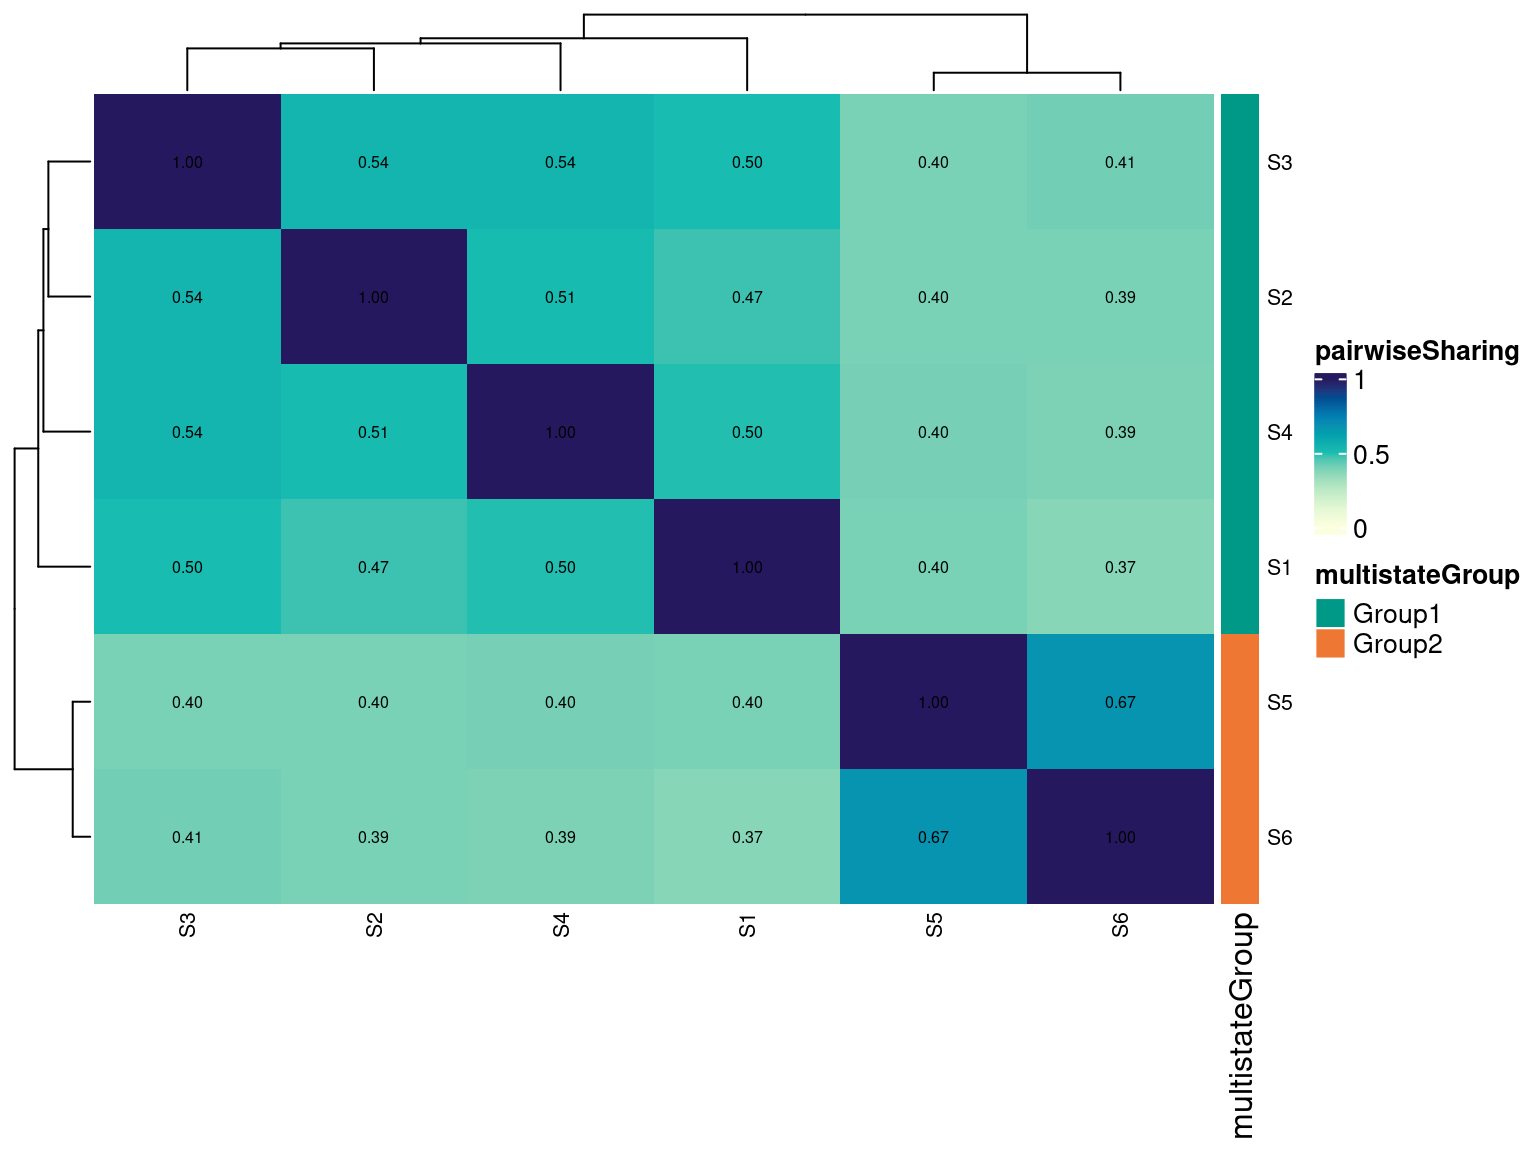 1.00 0.54 0.54 0.50 0.40 0.41 S3
0.54 1.00 0.51 0.47 0.40 0.39 S2
0.54 0.51 1.00 0.50 0.40 0.39 S4
0.50 0.47 0.50 1.00 0.40 0.37 S1
0.40 0.40 0.40 0.40 1.00 0.67 S5
0.41 0.39 0.39 0.37 0.67 1.00 S6
S3 S2 S4 S1 S5 S6
multistateGroup
pairwiseSharing
1
0.5
0
multistateGroup
Group1
Group2